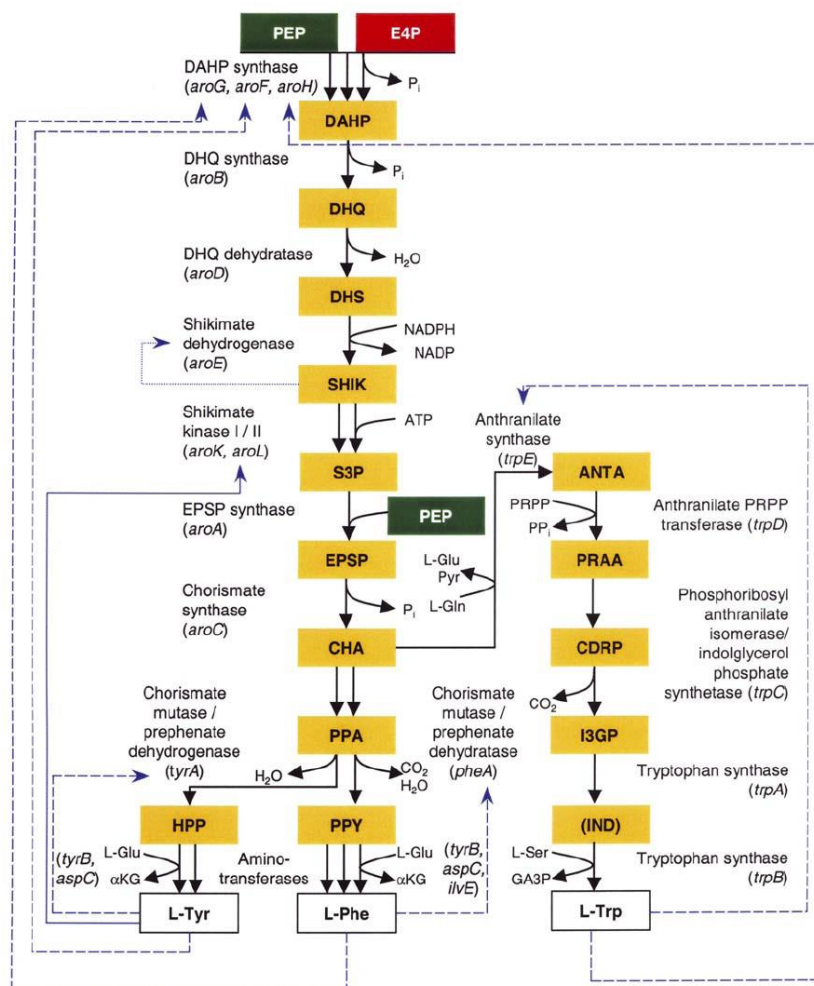 PEP
E4P
DAHP synthase
(aroG, aroF, aroH)
Pi
DAHP
DHQ synthase
(aroB)
Pi
DHQ
DHQ dehydratase
(aroD)
H2O
DHS
Shikimate
dehydrogenase
(aroE)
NADPH
NADP
SHIK
Shikimate
kinase I / II
(aroK, aroL)
ATP
Anthranilate
synthase
(trpE)
S3P
ANTA
EPSP synthase
(aroA)
PEP
PRPP
PPi
Anthranilate PRPP
transferase (trpD)
EPSP
L-Glu
Pyr
L-Gln
PRAA
Chorismate
synthase
(aroC)
Pi
Phosphoribosyl
anthranilate
isomerase/
indolglycerol
phosphate
synthetase (trpC)
CHA
CDRP
CO2
Chorismate
mutase /
prephenate
dehydrogenase
(tyrA)
PPA
Chorismate
mutase /
prephenate
dehydratase
(pheA)
I3GP
H2O
CO2
H2O
Tryptophan synthase
(trpA)
HPP
PPY
(IND)
(tyrB,
aspC)
L-Glu
αKG
Amino-
transferases
L-Glu
αKG
(tyrB,
aspC,
ilvE)
L-Ser
GA3P
Tryptophan synthase
(trpB)
L-Tyr
L-Phe
L-Trp